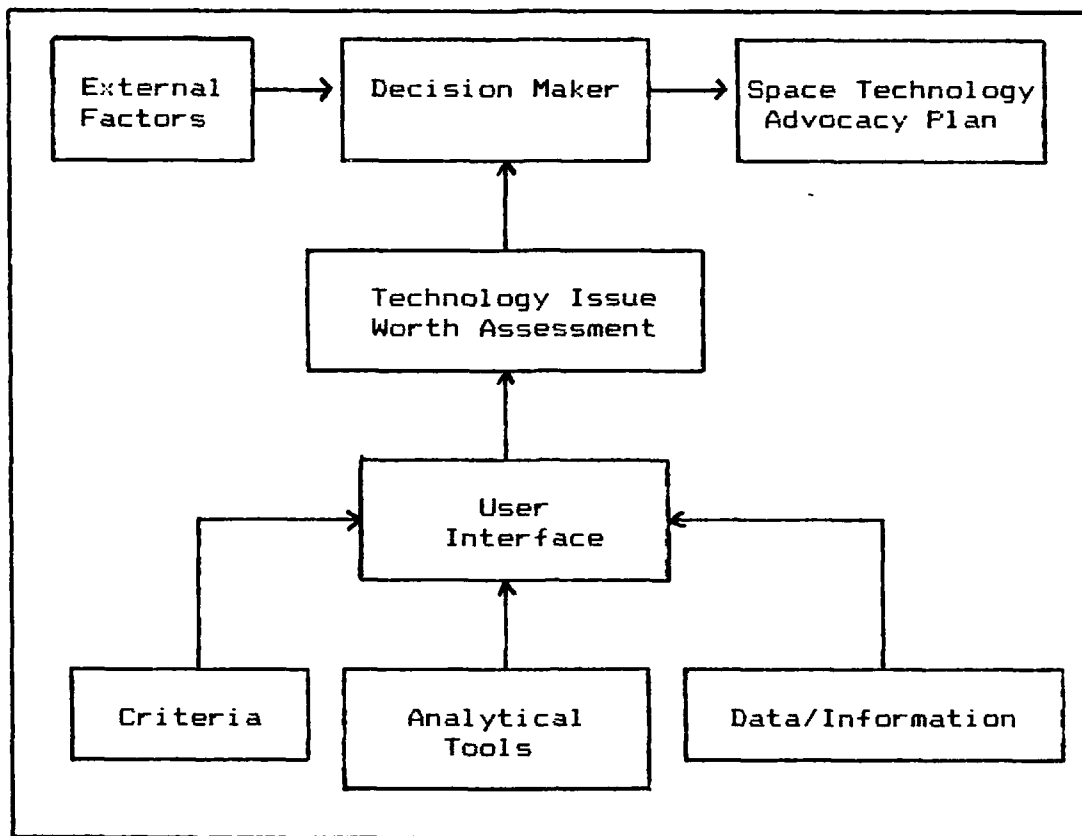 External
Factors
Decision Maker
Space Technology
Advocacy Plan
Technology Issue
Worth Assessment
User
Interface
Criteria
Analytical
Tools
Data/Information